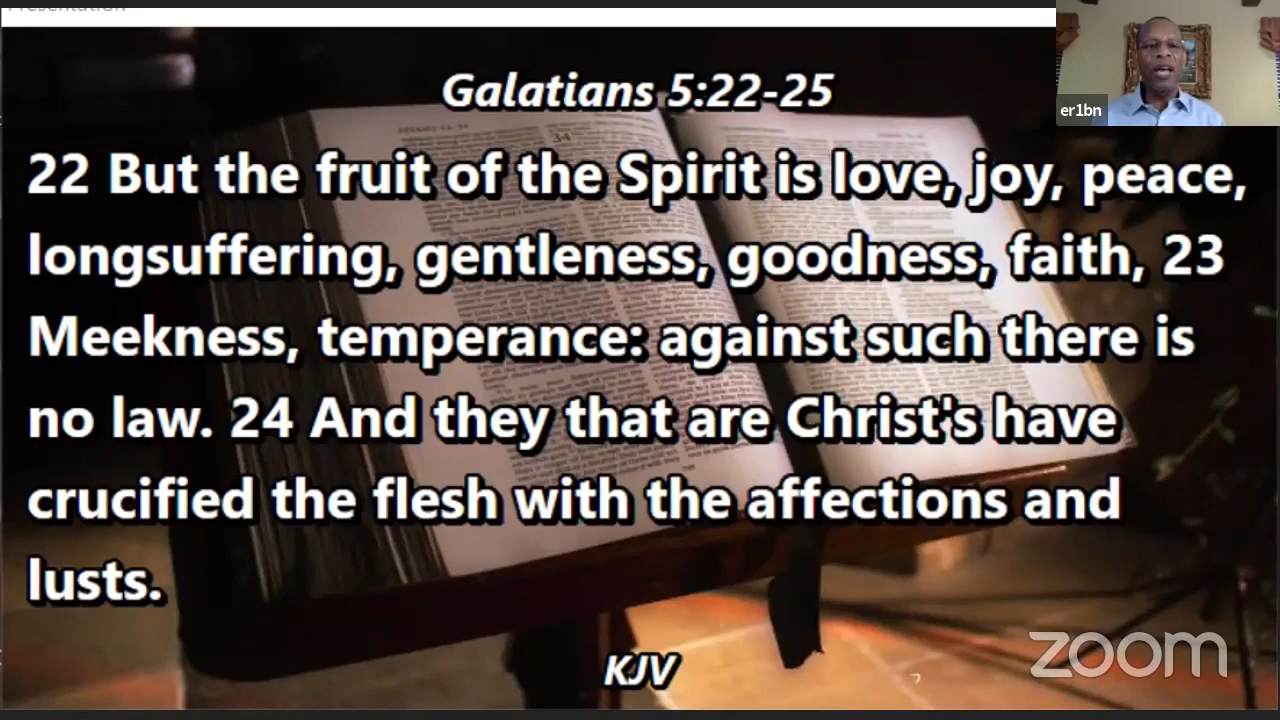 Presentation
er1bn
Galatians 5:22-25
22 But the fruit of the Spirit is love, joy, peace,
longsuffering, gentleness, goodness, faith, 23
Meekness, temperance: against such there is
no law. 24 And they that are Christ's have
crucified the flesh with the affections and
lusts.
KJV
zoom